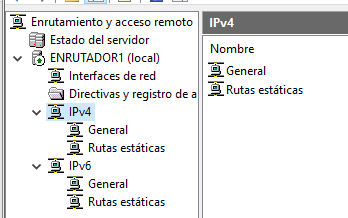 Enrutamiento y acceso remoto
Estado del servidor
ENRUTADOR1 (local)
Interfaces de red
Directivas y registro de a
IPv4
General
Rutas estáticas
IPv6
General
Rutas estáticas
IPv4
Nombre
General
Rutas estáticas